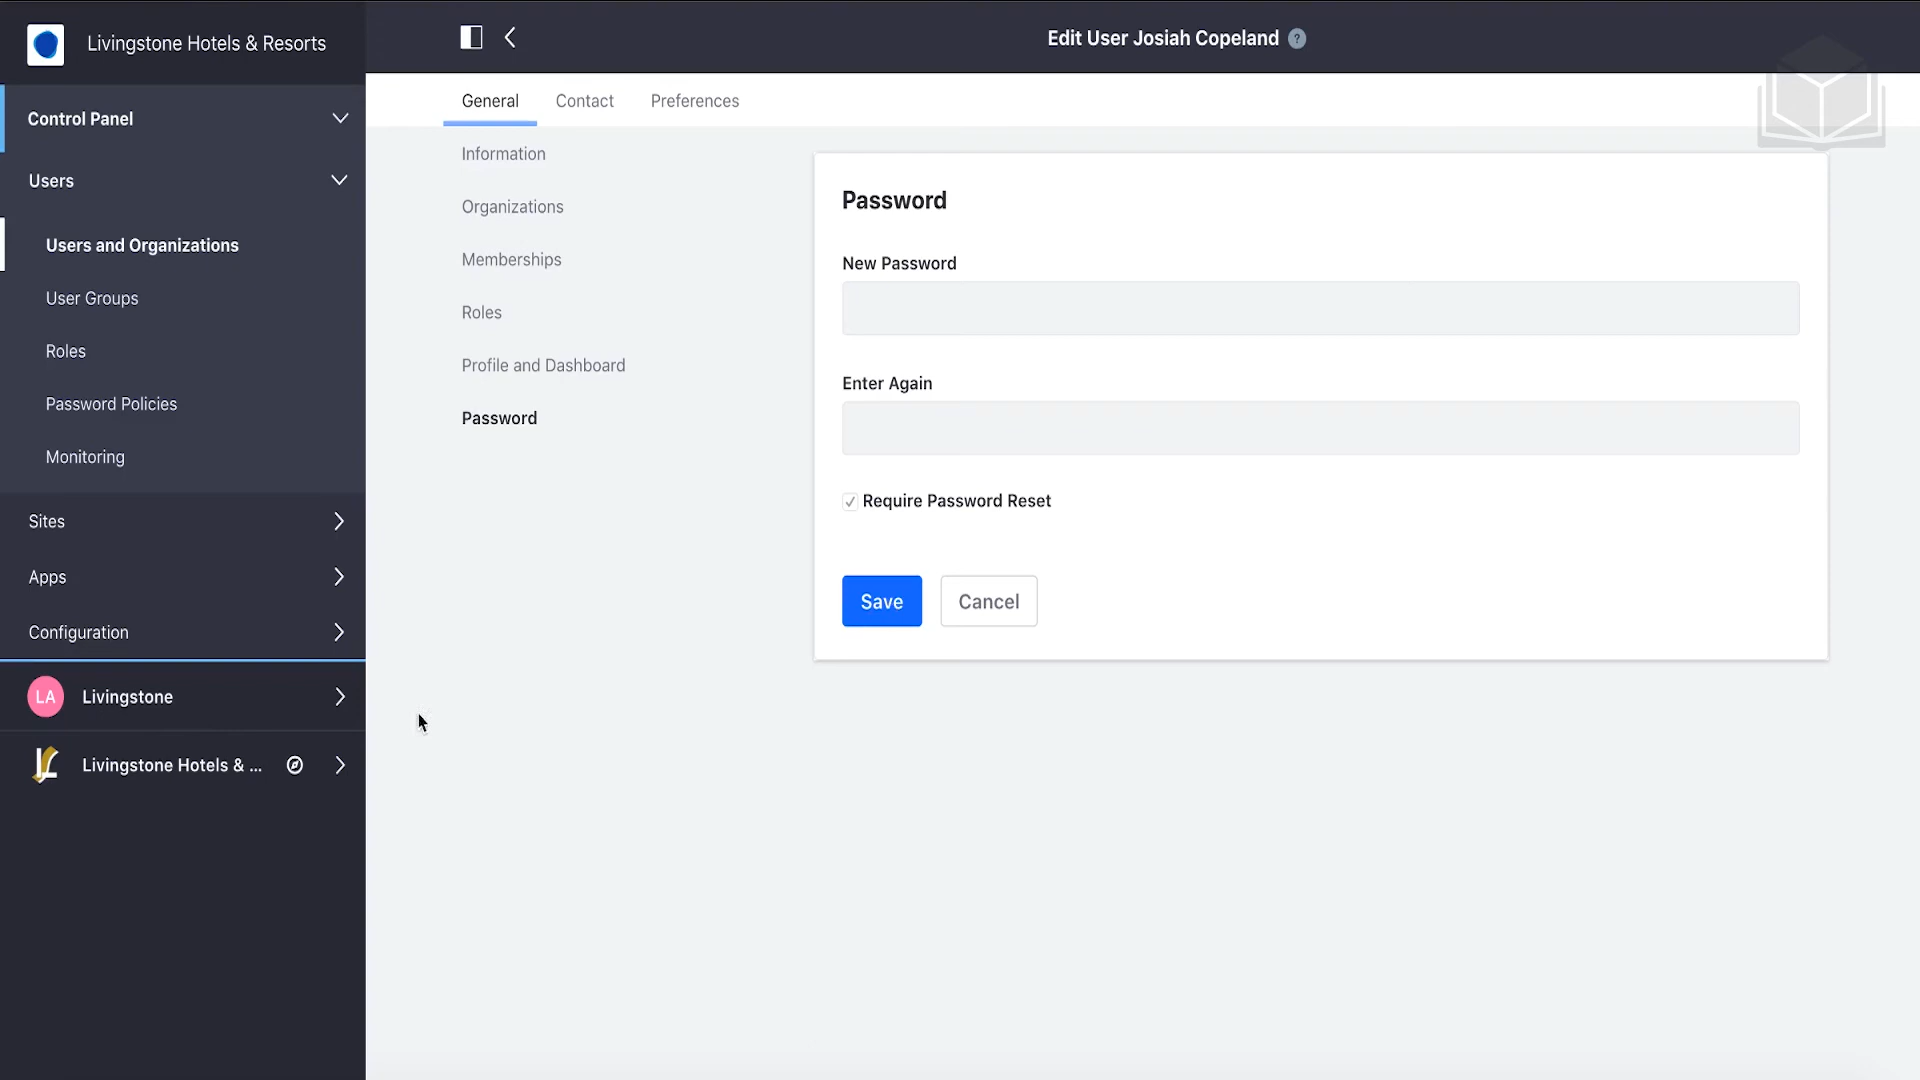 Livingstone Hotels & Resorts
Edit User Josiah Copeland ?
Control Panel
Users
Users and Organizations
User Groups
Roles
Password Policies
Monitoring
Sites
Apps
Configuration
LA Livingstone
Livingstone Hotels & ...
General Contact Preferences
Information
Organizations
Memberships
Roles
Profile and Dashboard
Password
Password
New Password
Enter Again
Require Password Reset
Save Cancel